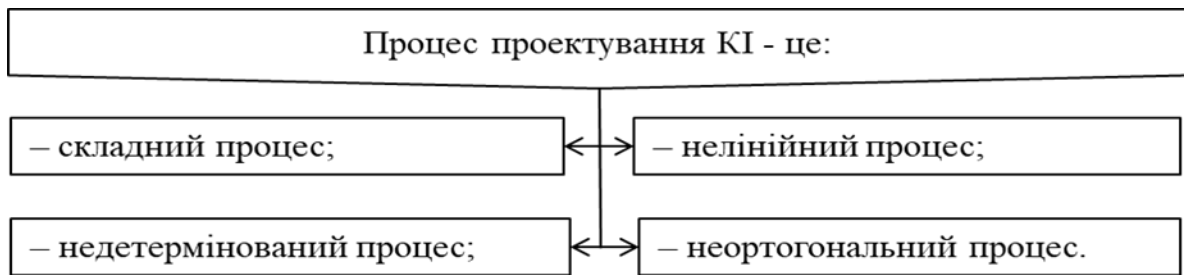 Процес проектування КІ - це:
– складний процес;
– нелінійний процес;
– недетермінований процес;
– неортогональний процес.